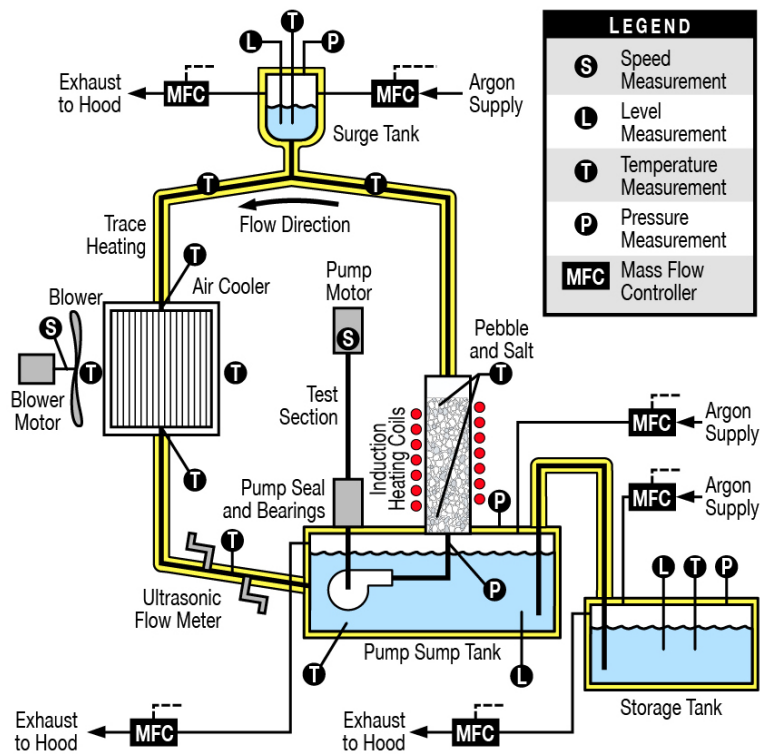 L
T
P
Exhaust
to Hood
MFC
MFC
Argon
Supply
Surge Tank
T
T
Trace
Heating
Flow Direction
T
Air Cooler
Blower
S
T
T
Blower
Motor
T
Pump
Motor
S
Test
Section
Pebble
and Salt
T
Induction
Heating Coils
Pump Seal
and Bearings
P
MFC
Argon
Supply
MFC
Argon
Supply
T
Ultrasonic
Flow Meter
P
L
T
P
T
Pump Sump Tank
L
Storage Tank
Exhaust
to Hood
MFC
Exhaust
to Hood
MFC
LEGEND
S
Speed
Measurement
L
Level
Measurement
T
Temperature
Measurement
P
Pressure
Measurement
MFC
Mass Flow
Controller